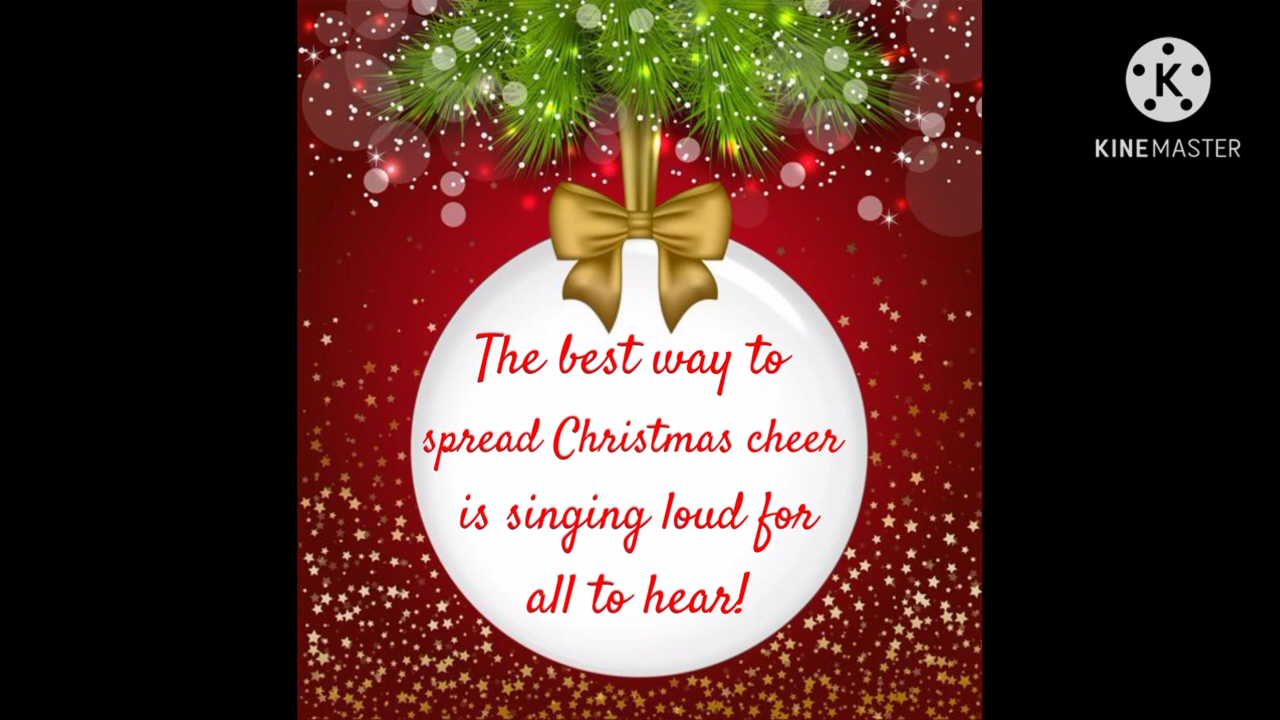 The best way to
spread Christmas cheer
is singing loud for
all to hear!
K
KINEMASTER